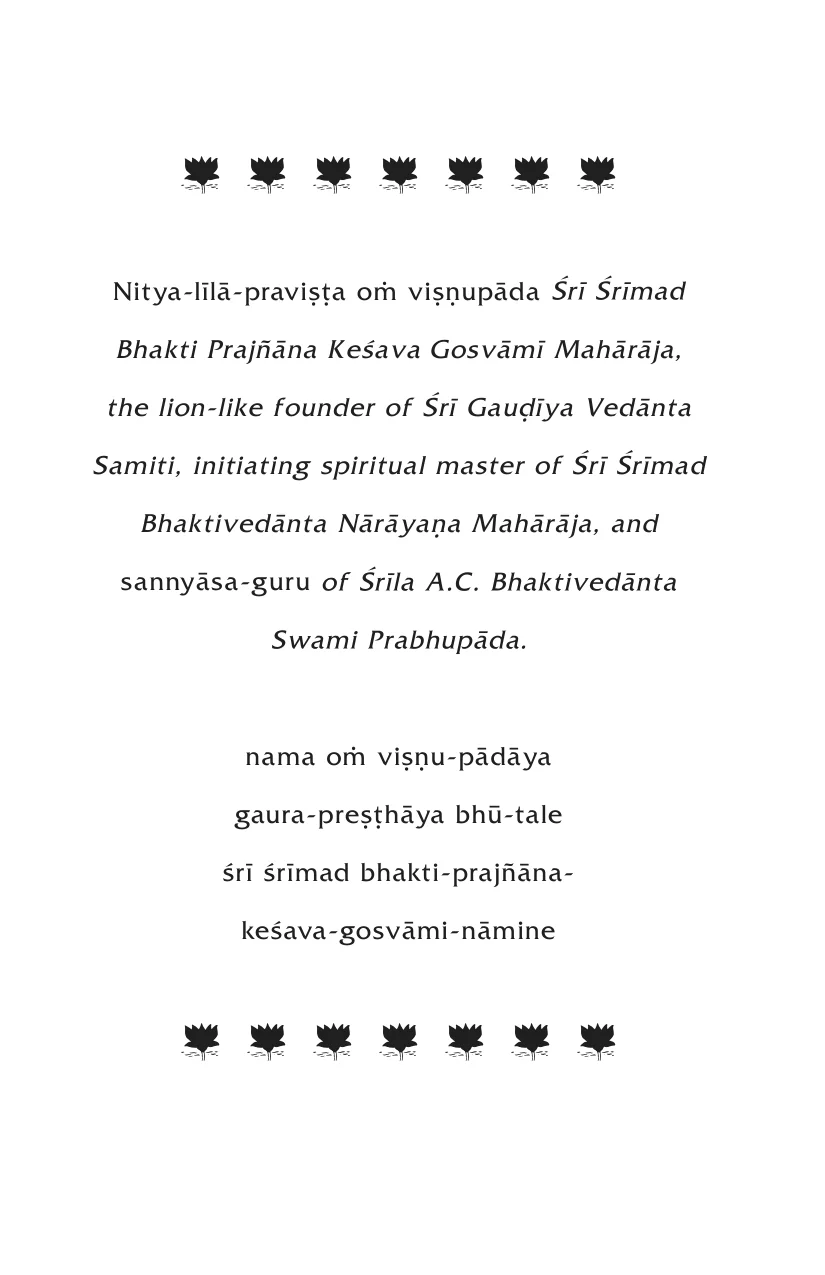 Nitya-līlā-praviṣṭa oṁ viṣṇupāda Śrī Śrīmad
Bhakti Prajñāna Keśava Gosvāmī Mahārāja,
the lion-like founder of Śrī Gauḍīya Vedānta
Samiti, initiating spiritual master of Śrī Śrīmad
Bhaktivedānta Nārāyaṇa Mahārāja, and
sannyāsa-guru of Śrīla A.C. Bhaktivedānta
Swami Prabhupāda.
nama oṁ viṣṇu-pādāya
gaura-preṣṭhāya bhū-tale
śrī śrīmad bhakti-prajñāna-
keśava-gosvāmi-nāmine